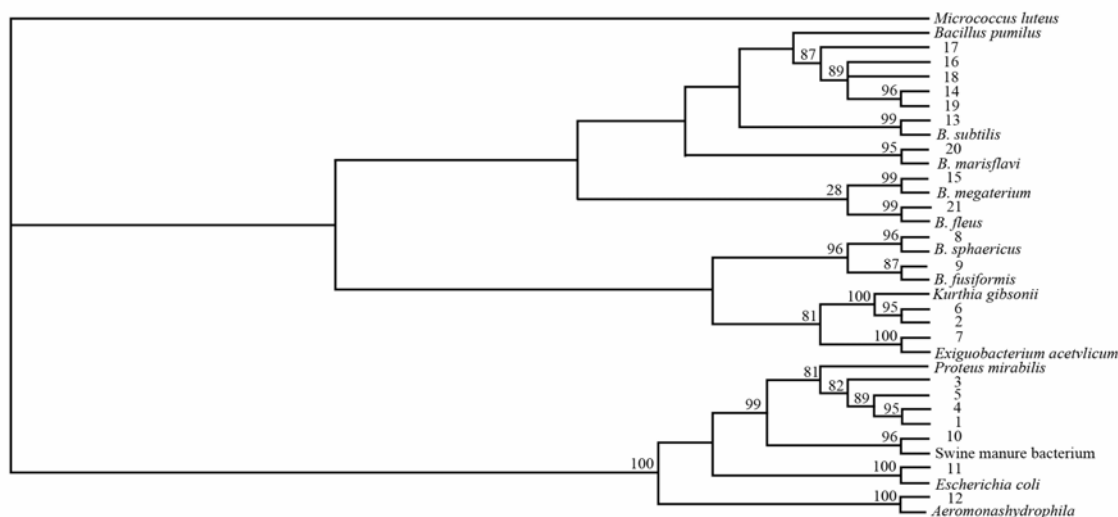 Micrococcus luteus
Bacillus pumilus
87 17
16
89 18
96 14
19
99 13
B. subtilis
95 20
B. marisflavi
99 15
28 B. megaterium
99 21
B. fleus
96 8
96 B. sphaericus
87 9
B. fusiformis
100 Kurthia gibsonii
95 6
81 2
100 7
Exiguobacterium acetvlicum
81 Proteus mirabilis
82 3
89 5
99 95 4
1
96 10
Swine manure bacterium
100 100 11
Escherichia coli
100 12
Aeromonashydrophila